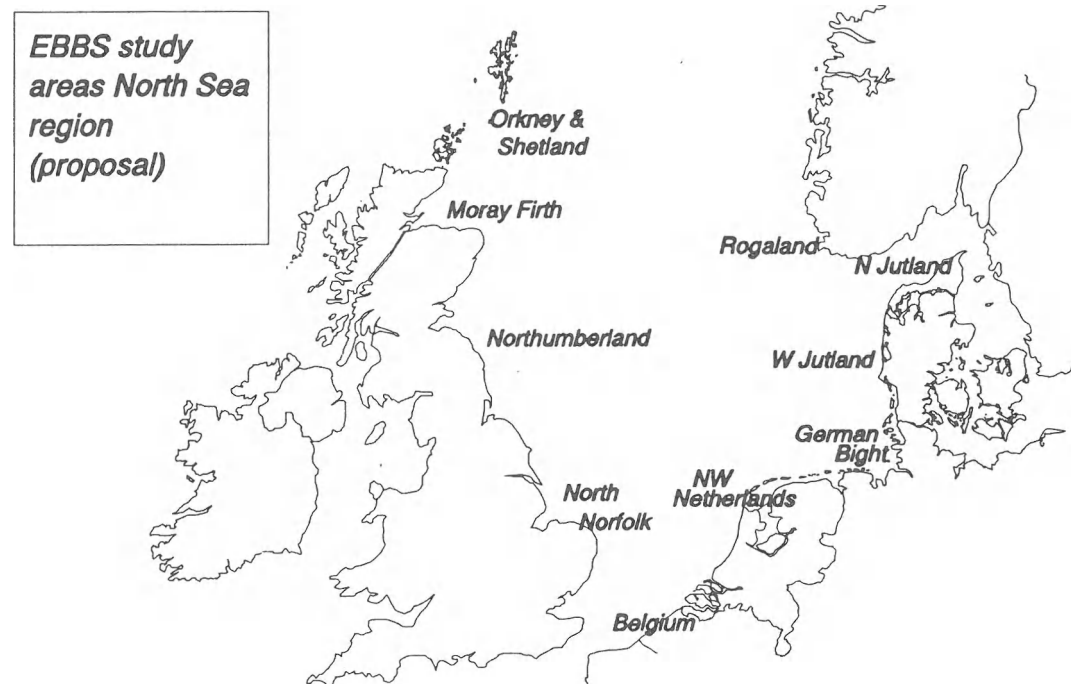 EBBS study
areas North Sea
region
(proposal)
Orkney &
Shetland
Moray Firth
Rogaland
N Jutland
Northumberland
W Jutland
German
Bight
NW
Netherlands
North
Norfolk
Belgium